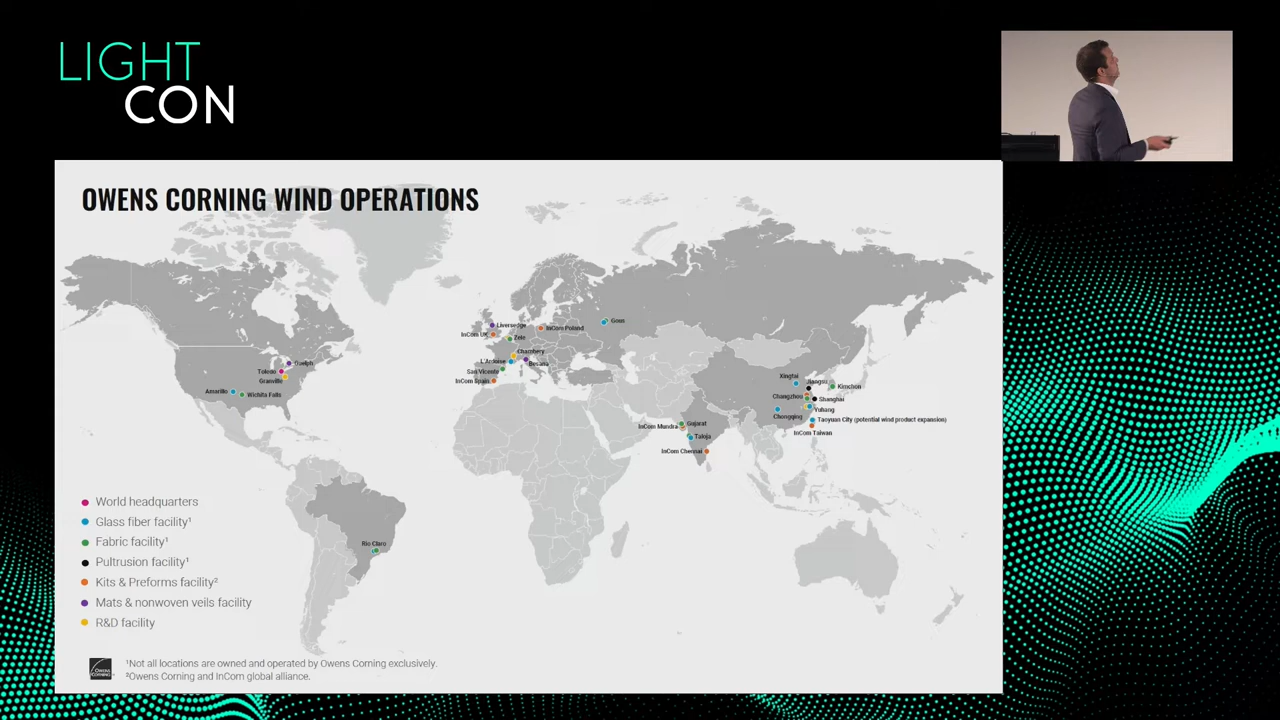 LIGHT
CON
OWENS CORNING WIND OPERATIONS
Guelph
Toledo
Granville
Amarillo
Wichita Falls
Rio Claro
Liversedge
InCom UK
Zele
InCom Poland
Gous
Chambery
L'Ardoise
Besana
San Vicente
InCom Spain
Xingtai
Jiangsu
Kimchon
Changzhou
Shanghai
Yuhang
Chongqing
Taoyuan City (potential wind product expansion)
InCom Taiwan
Gujarat
InCom Mundra
Taloja
InCom Chennai
World headquarters
Glass fiber facility¹
Fabric facility¹
Pultrusion facility¹
Kits & Preforms facility²
Mats & nonwoven veils facility
R&D facility
OWENS
CORNING
¹Not all locations are owned and operated by Owens Corning exclusively.
²Owens Corning and InCom global alliance.